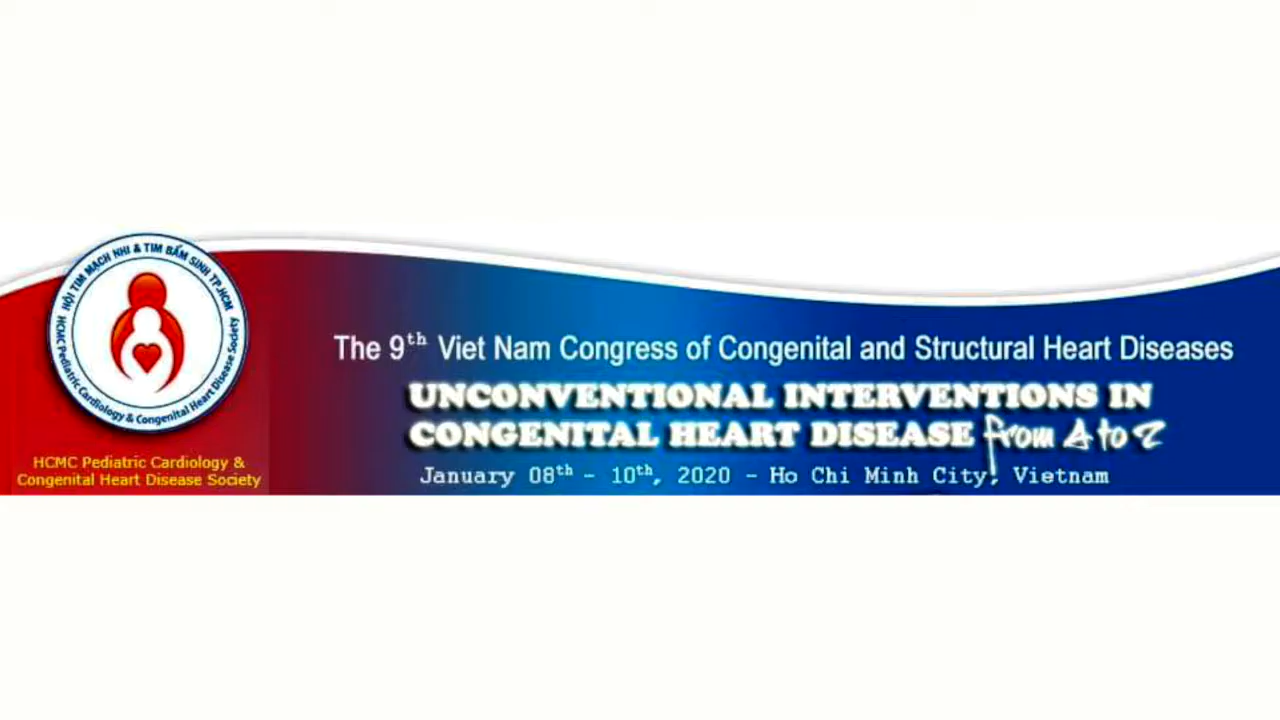 HỘI TIM MẠCH NHI & TIM BẨM SINH TP.HCM
HCMC Pediatric Cardiology & Congenital Heart Disease Society
HCMC Pediatric Cardiology &
Congenital Heart Disease Society
The 9th Viet Nam Congress of Congenital and Structural Heart Diseases
UNCONVENTIONAL INTERVENTIONS IN
CONGENITAL HEART DISEASE from A to Z
January 08th - 10th, 2020 - Ho Chi Minh City, Vietnam